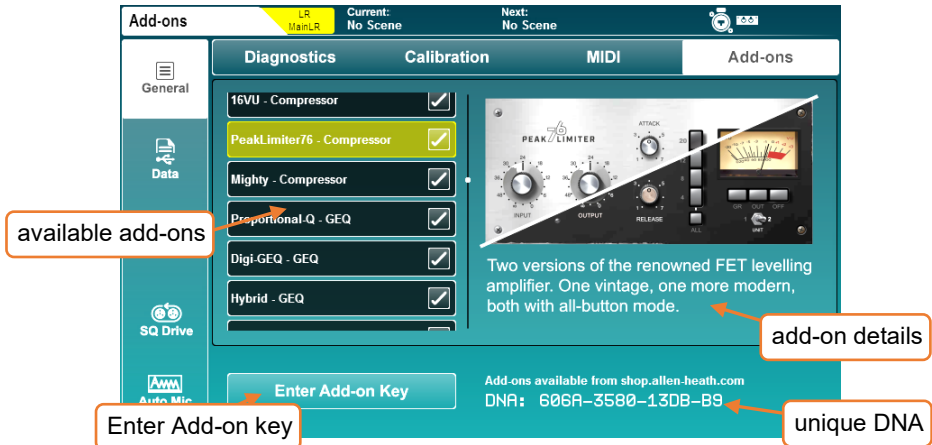 Add-ons
LR
MainLR
Current:
No Scene
Next:
No Scene
General
Data
SQ Drive
Auto Mic
Diagnostics
Calibration
MIDI
Add-ons
16VU - Compressor
PeakLimiter76 - Compressor
Mighty - Compressor
Proportional-Q - GEQ
Digi-GEQ - GEQ
Hybrid - GEQ
PEAK 76 LIMITER
ATTACK
INPUT
OUTPUT
RELEASE
ALL
GR OUT OFF
1 2
UNIT
Two versions of the renowned FET levelling
amplifier. One vintage, one more modern,
both with all-button mode.
Enter Add-on Key
Add-ons available from shop.allen-heath.com
DNA: 606A-3580-13DB-B9
available add-ons
add-on details
Enter Add-on key
unique DNA